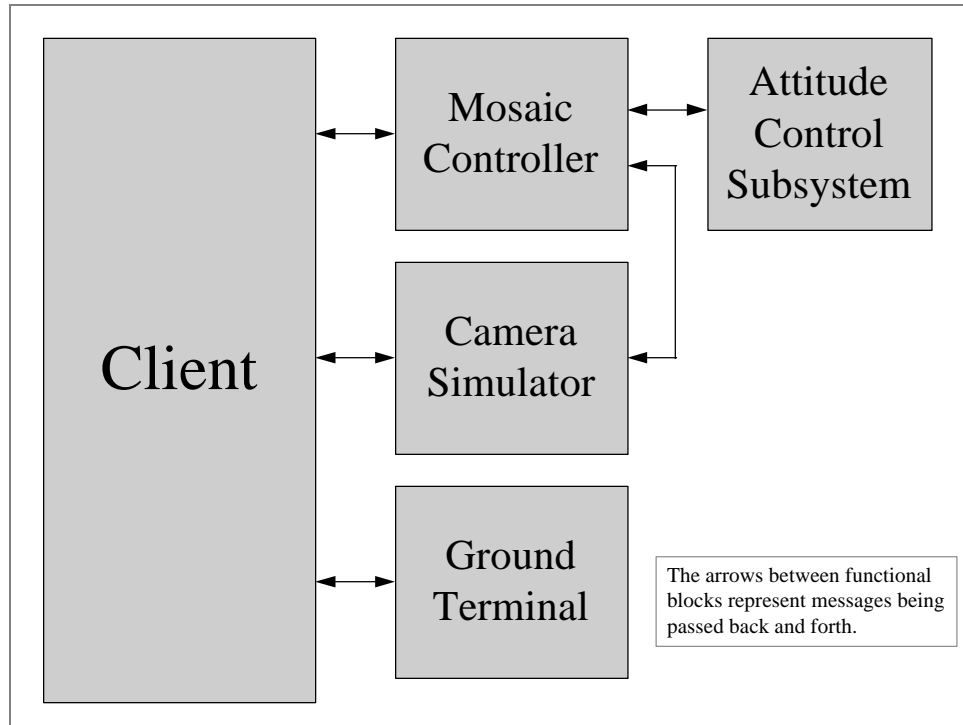 Client
Mosaic
Controller
Attitude
Control
Subsystem
Camera
Simulator
Ground
Terminal
The arrows between functional
blocks represent messages being
passed back and forth.